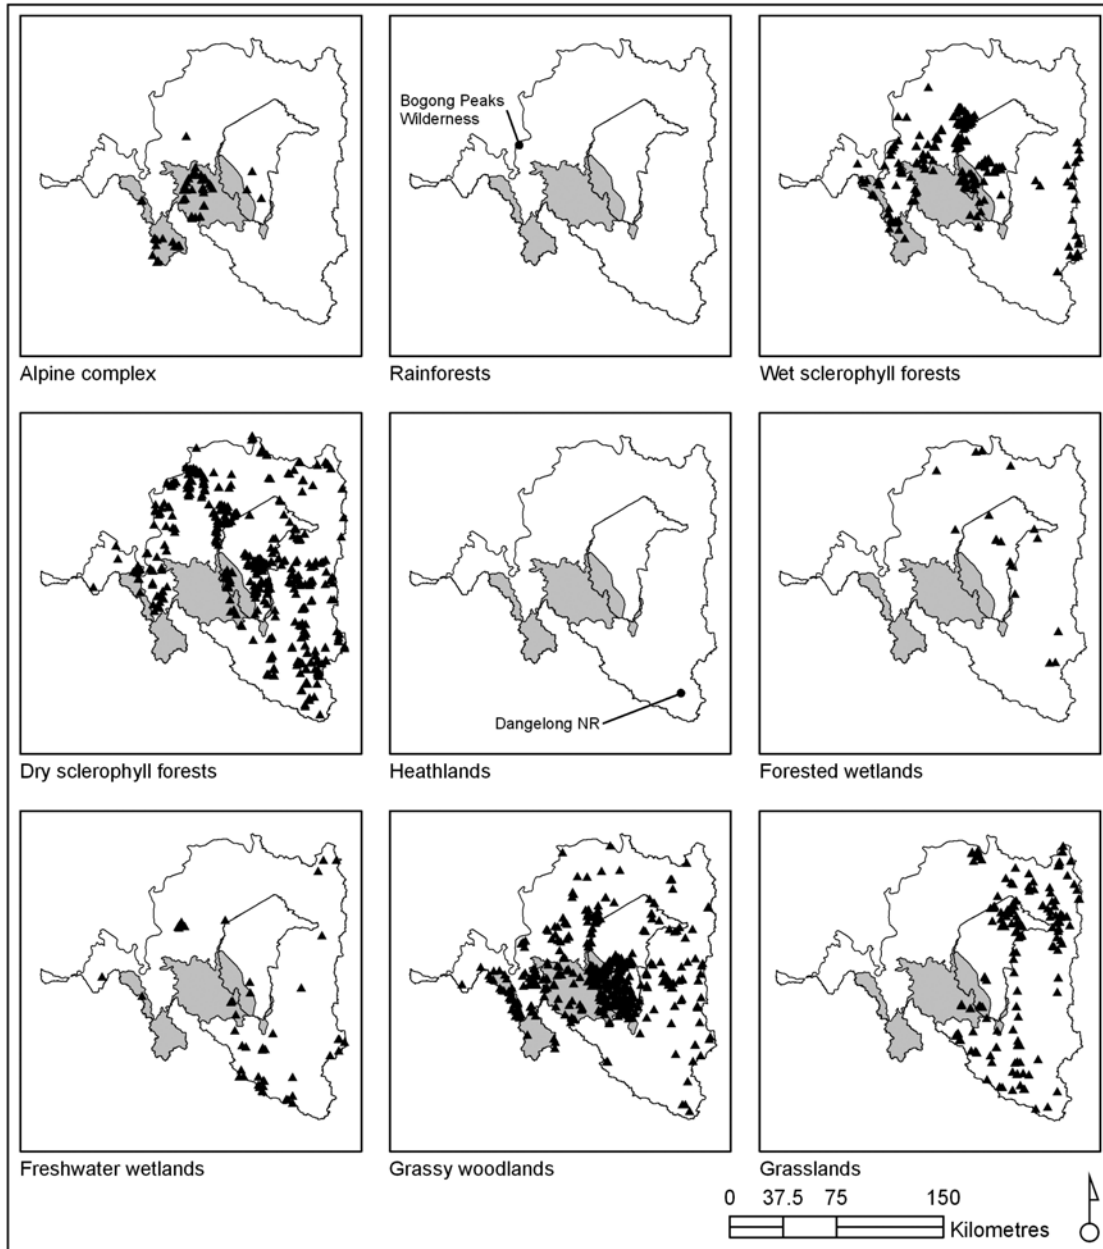 Bogong Peaks
Wilderness
Alpine complex
Rainforests
Wet sclerophyll forests
Dangelong NR
Dry sclerophyll forests
Heathlands
Forested wetlands
Freshwater wetlands
Grassy woodlands
Grasslands
0 37.5 75 150
Kilometres